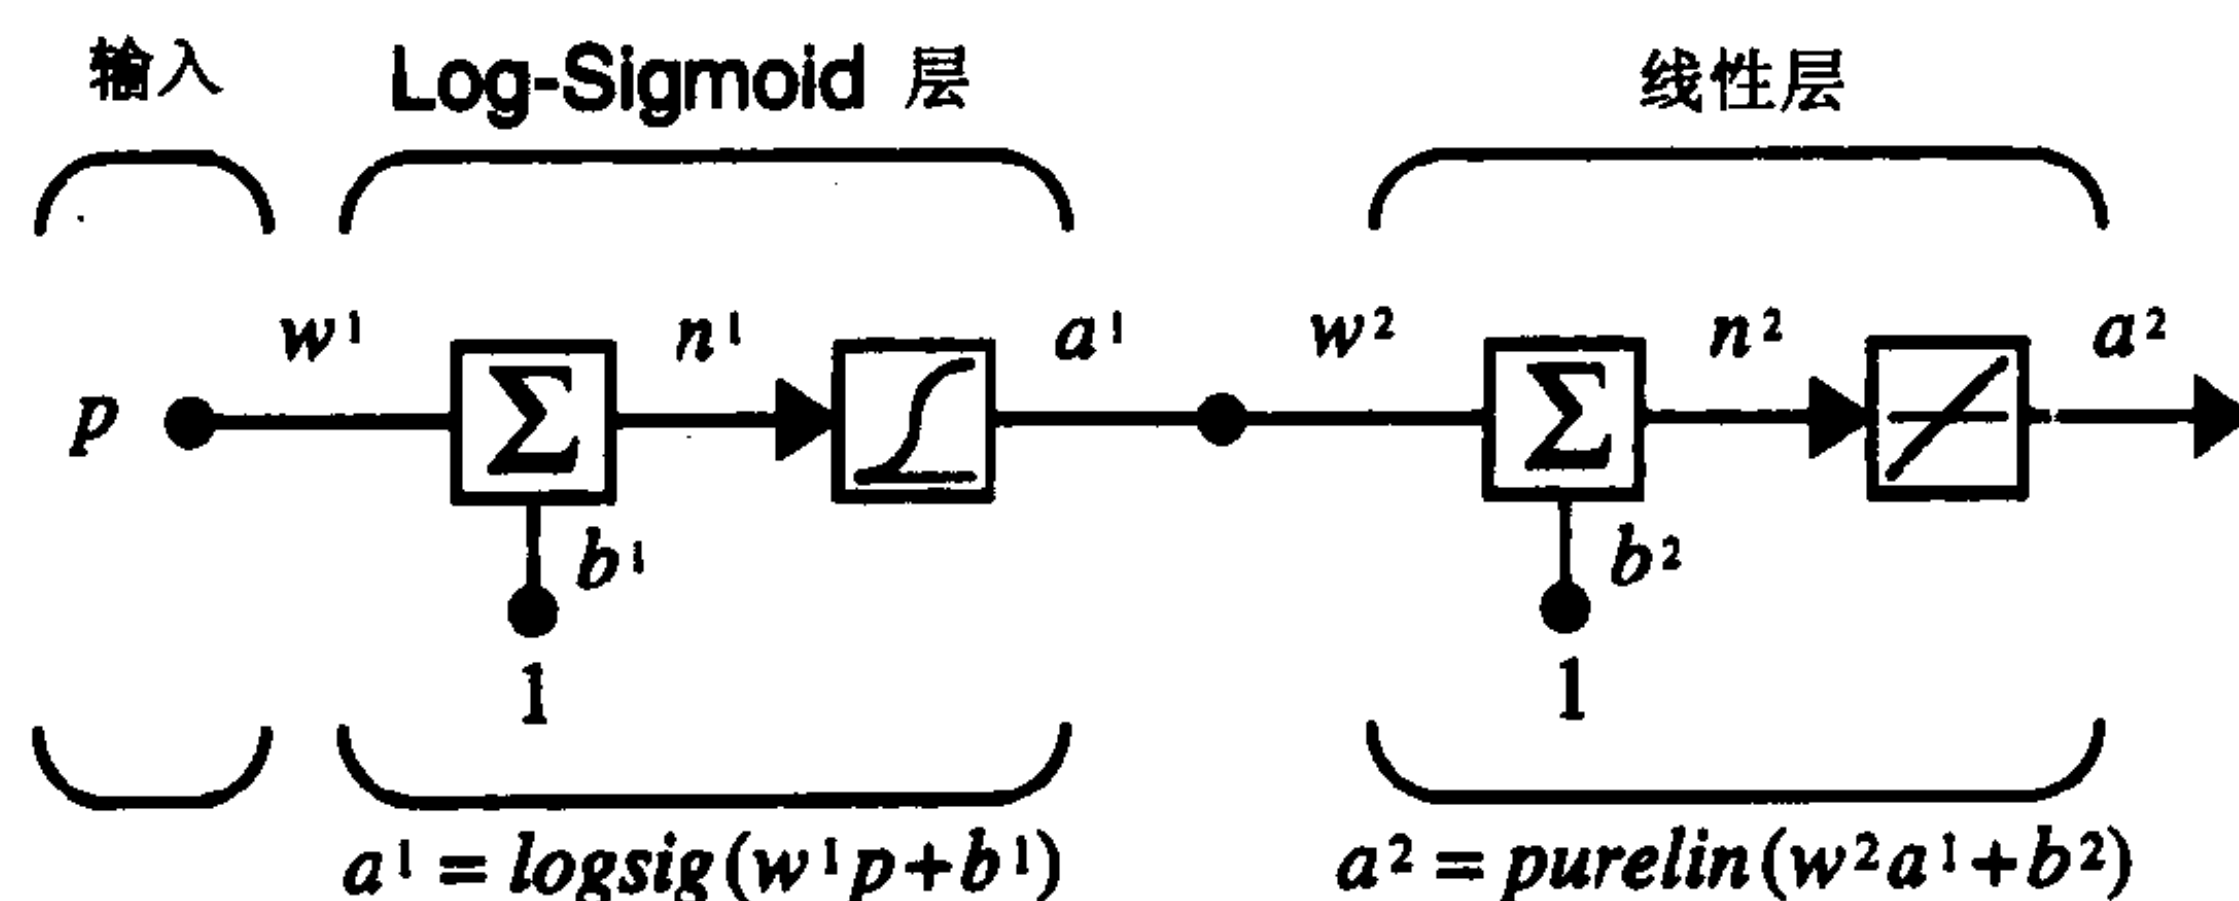 输入 Log-Sigmoid 层 线性层
w¹ n¹ a¹ w² n² a²
p Σ Σ
b¹ b²
1 1
a¹ = logsig(w¹p+b¹) a² = purelin(w²a¹+b²)